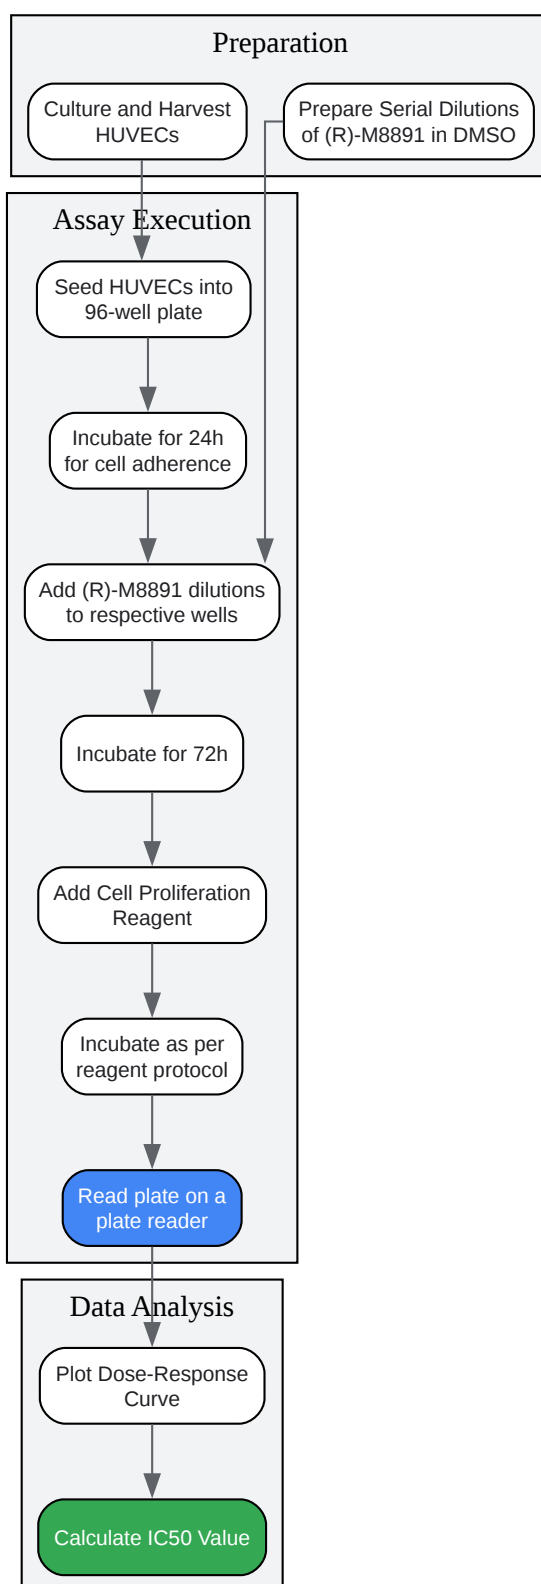 Preparation
Culture and Harvest
HUVECs
Prepare Serial Dilutions
of (R)-M8891 in DMSO
Assay Execution
Seed HUVECs into
96-well plate
Incubate for 24h
for cell adherence
Add (R)-M8891 dilutions
to respective wells
Incubate for 72h
Add Cell Proliferation
Reagent
Incubate as per
reagent protocol
Read plate on a
plate reader
Data Analysis
Plot Dose-Response
Curve
Calculate IC50 Value